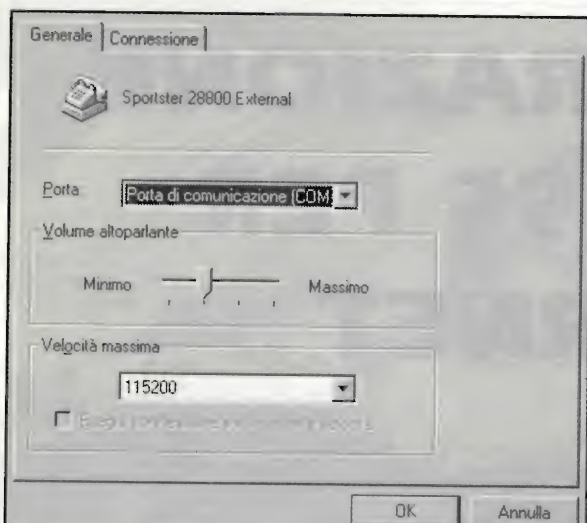 Generale Connessione
Sportster 28800 External
Porta: Porta di comunicazione (COM
Volume altoparlante
Minimo Massimo
Velocità massima
115200
OK Annulla